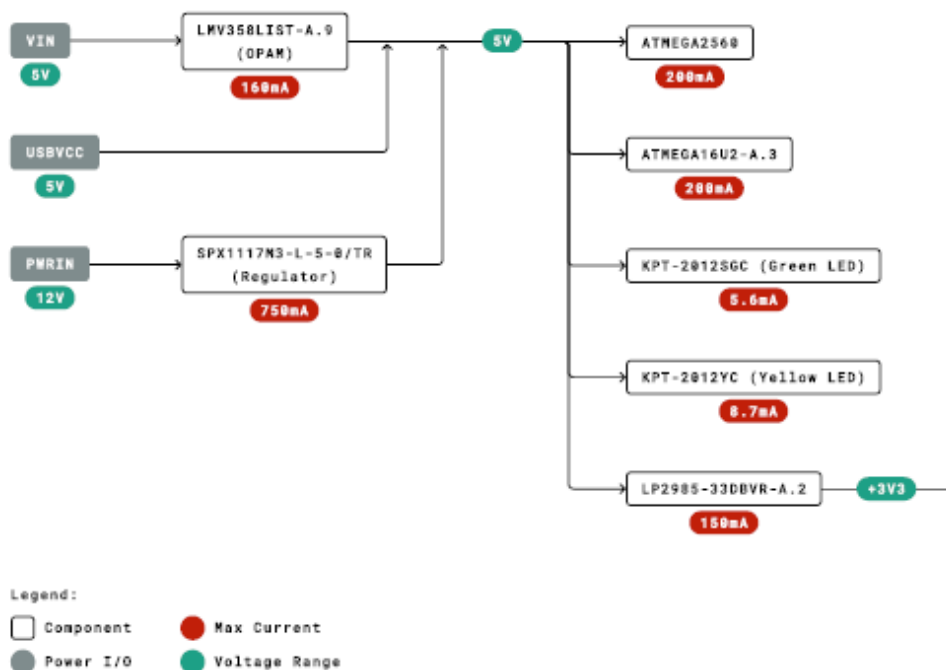 VIN
5V
LMV358LIST-A.9
(OPAM)
160mA
5V
ATMEGA2560
200mA
USBVCC
5V
ATMEGA16U2-A.3
200mA
PWRIN
12V
SPX1117M3-L-5-0/TR
(Regulator)
750mA
KPT-2012SGC (Green LED)
5.6mA
KPT-2012YC (Yellow LED)
8.7mA
LP2985-33DBVR-A.2
150mA
+3V3
Legend:
Component
Max Current
Power I/O
Voltage Range